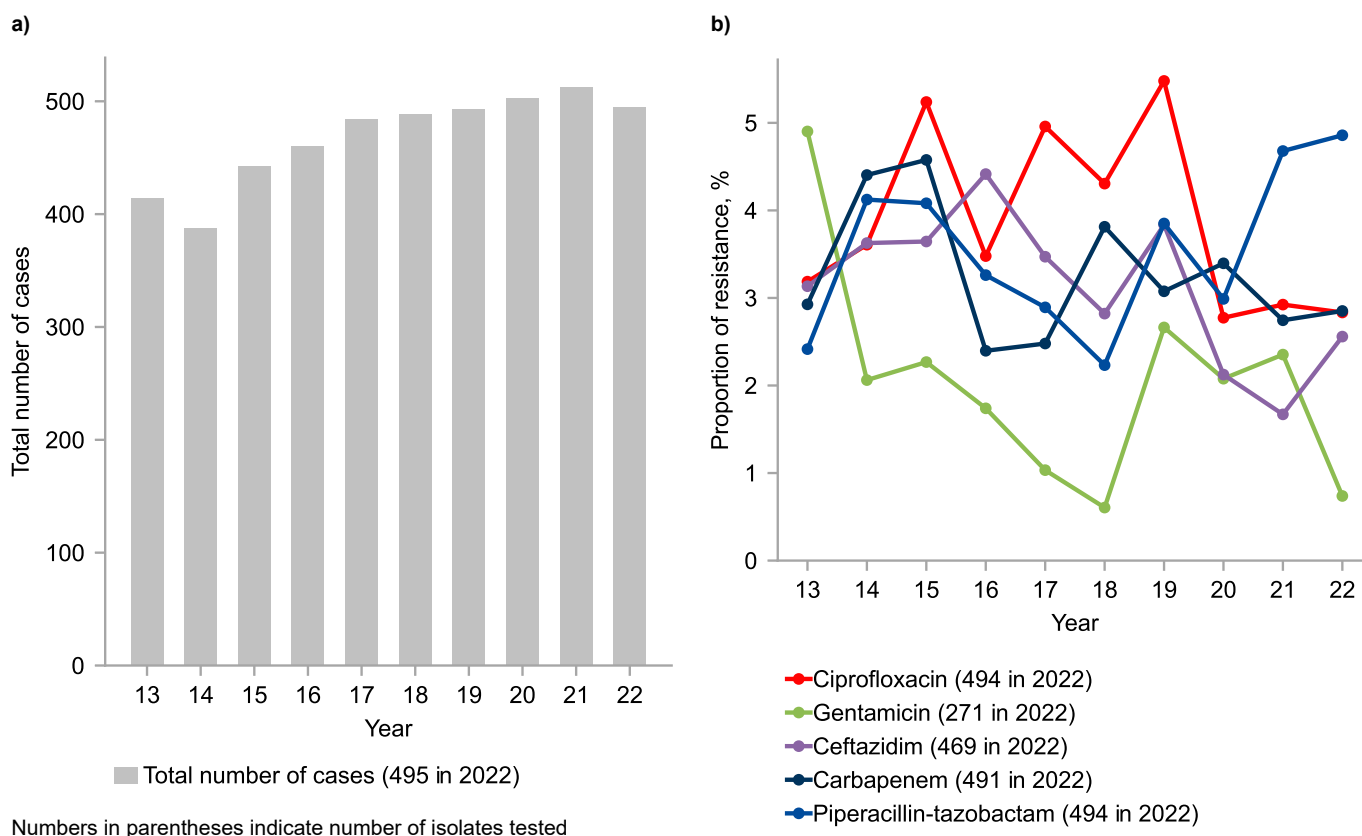 a)
Total number of cases
500
400
300
200
100
0
13 14 15 16 17 18 19 20 21 22
Year
Total number of cases (495 in 2022)
Numbers in parentheses indicate number of isolates tested
b)
Proportion of resistance, %
5
4
3
2
1
0
13 14 15 16 17 18 19 20 21 22
Year
Ciprofloxacin (494 in 2022)
Gentamicin (271 in 2022)
Ceftazidim (469 in 2022)
Carbapenem (491 in 2022)
Piperacillin-tazobactam (494 in 2022)